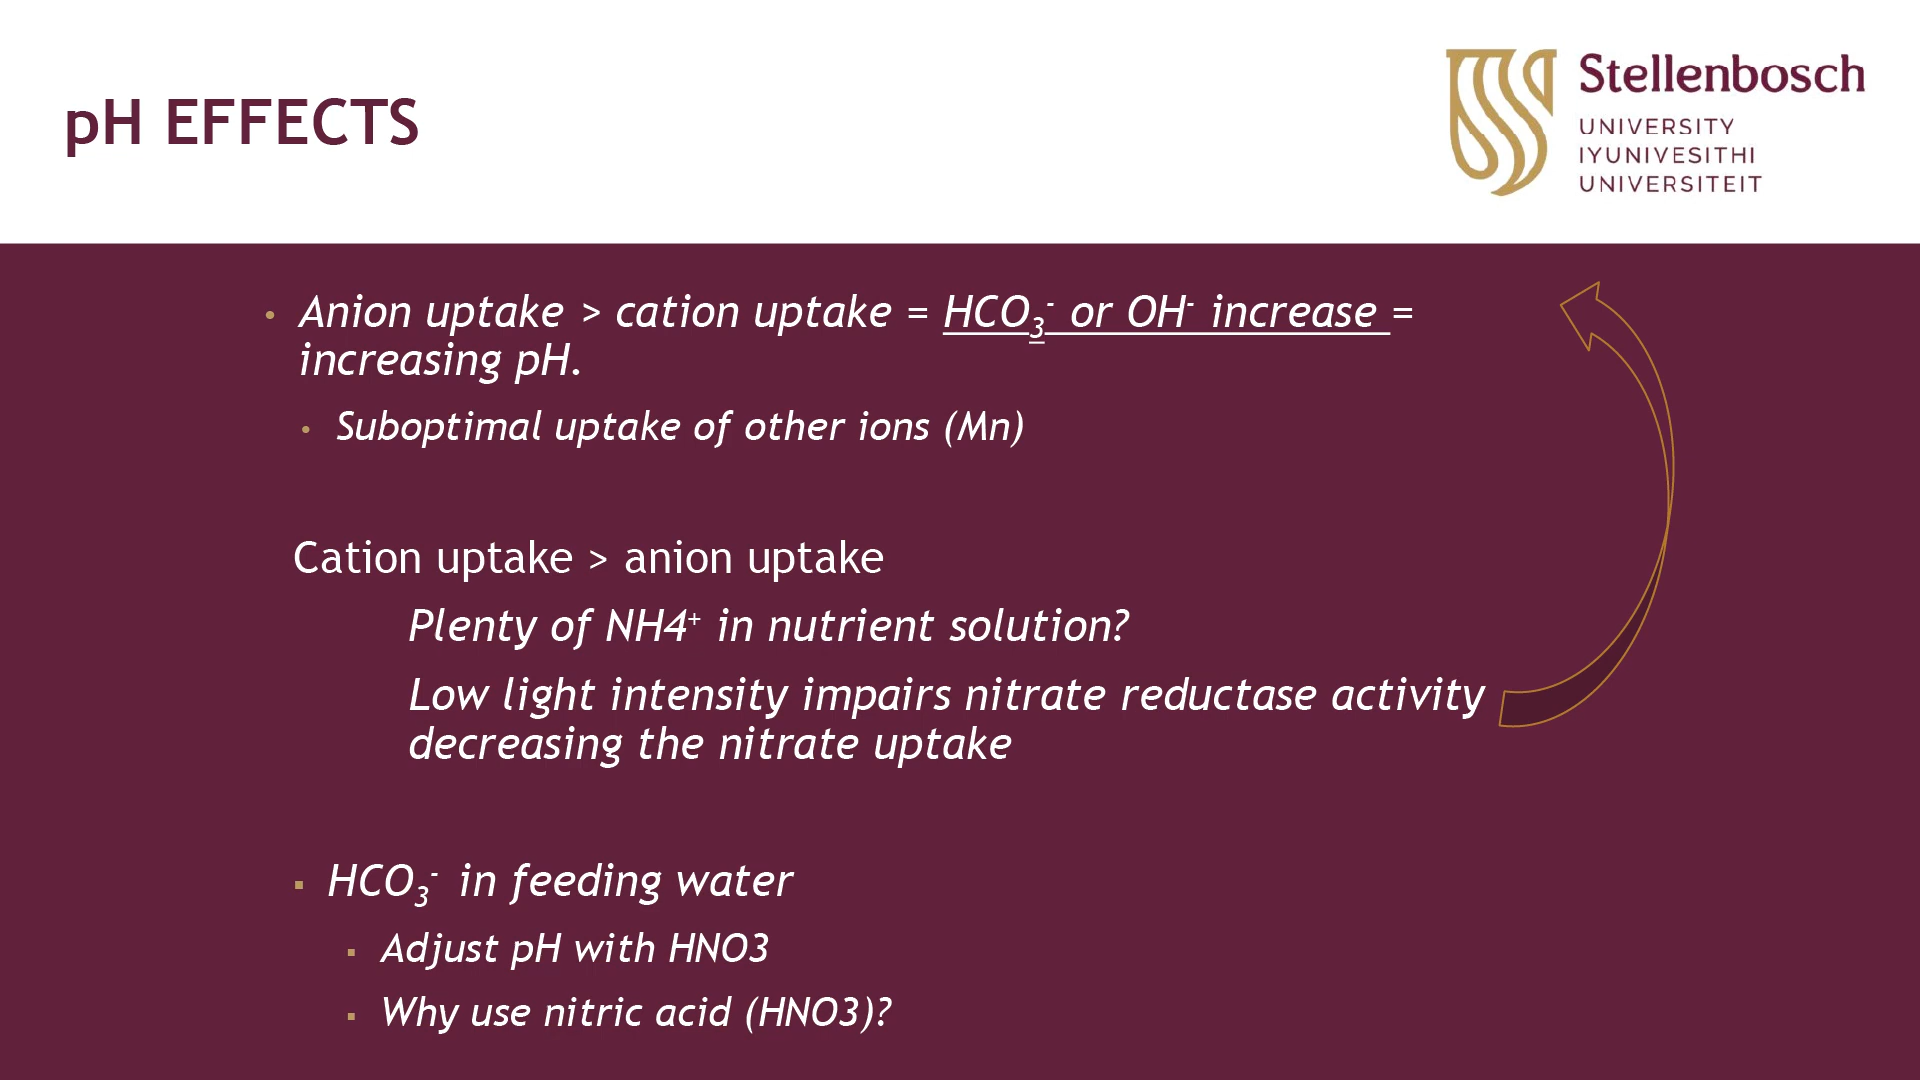 pH EFFECTS
Stellenbosch
UNIVERSITY
IYUNIVESITHI
UNIVERSITEIT
• Anion uptake > cation uptake = HCO₃⁻ or OH⁻ increase =
increasing pH.
• Suboptimal uptake of other ions (Mn)
Cation uptake > anion uptake
Plenty of NH4⁺ in nutrient solution?
Low light intensity impairs nitrate reductase activity
decreasing the nitrate uptake
▪ HCO₃⁻ in feeding water
▪ Adjust pH with HNO3
▪ Why use nitric acid (HNO3)?